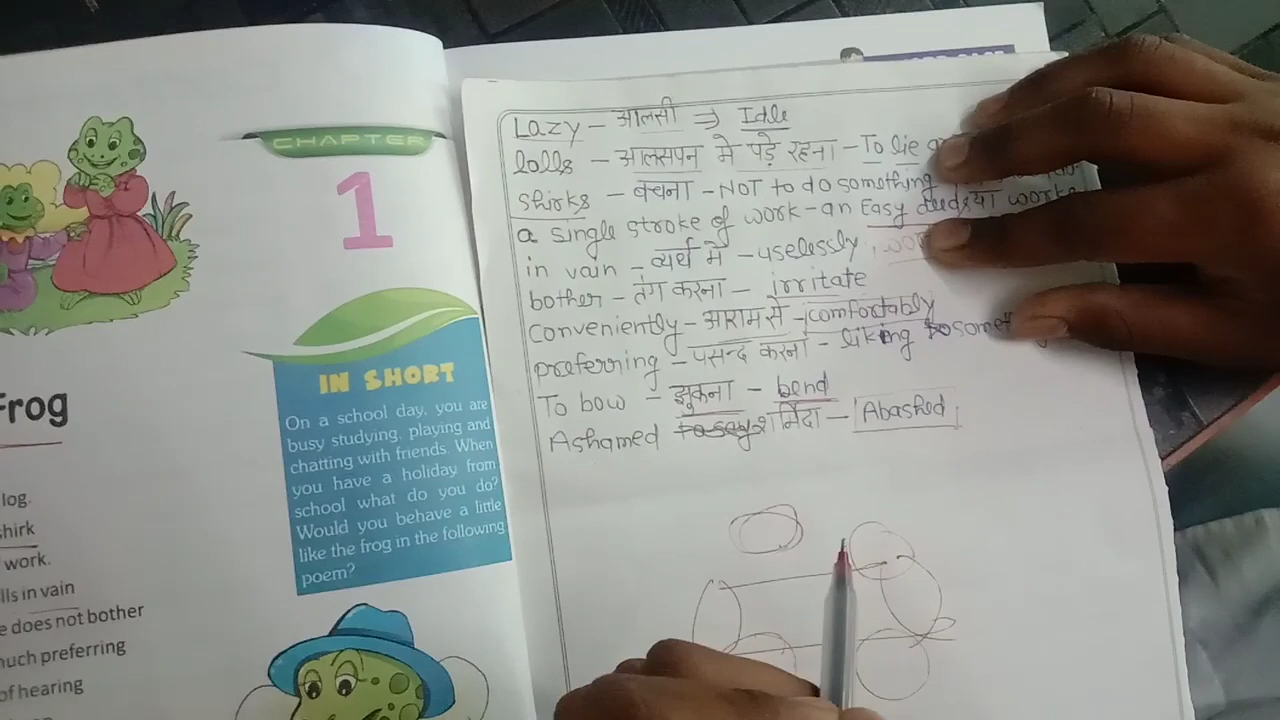 CHAPTER
1
Frog
IN SHORT
On a school day, you are
busy studying, playing and
chatting with friends. When
you have a holiday from
school what do you do?
Would you behave a little
like the frog in the following
poem?
log.
shirk
work.
lls in vain
e does not bother
much preferring
of hearing
Lazy - आलसी ⇒ Idle
lolls - आलसपन मे पड़े रहना - To lie
shirks - बचना - NOT to do something
a single stroke of work - an Easy deeds या works
in vain - व्यर्थ मे - uselessly
bother - तंग करना - irritate
Conveniently - आराम से - comfortably
preferring - पसन्द करना - liking
To bow - झुकना - bend
Ashamed शर्मिंदा - Abashed